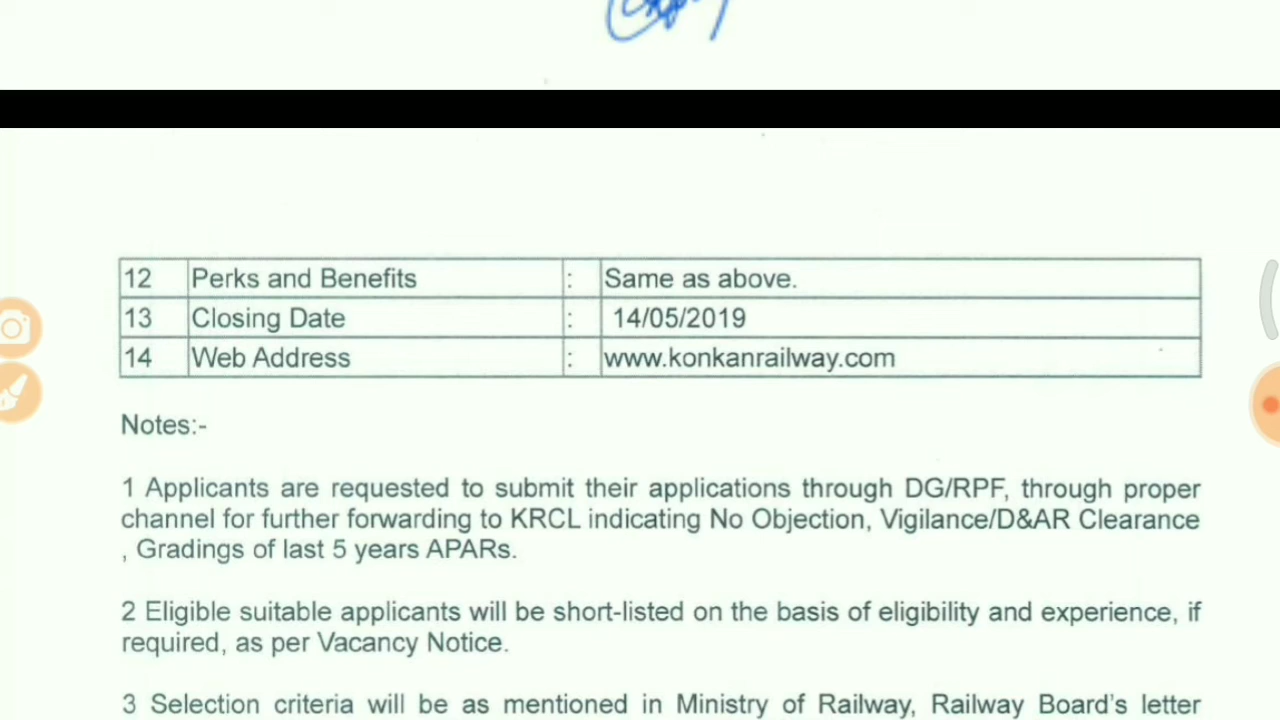 12 Perks and Benefits : Same as above.
13 Closing Date : 14/05/2019
14 Web Address : www.konkanrailway.com
Notes:-
1 Applicants are requested to submit their applications through DG/RPF, through proper
channel for further forwarding to KRCL indicating No Objection, Vigilance/D&AR Clearance
, Gradings of last 5 years APARs.
2 Eligible suitable applicants will be short-listed on the basis of eligibility and experience, if
required, as per Vacancy Notice.
3 Selection criteria will be as mentioned in Ministry of Railway, Railway Board's letter